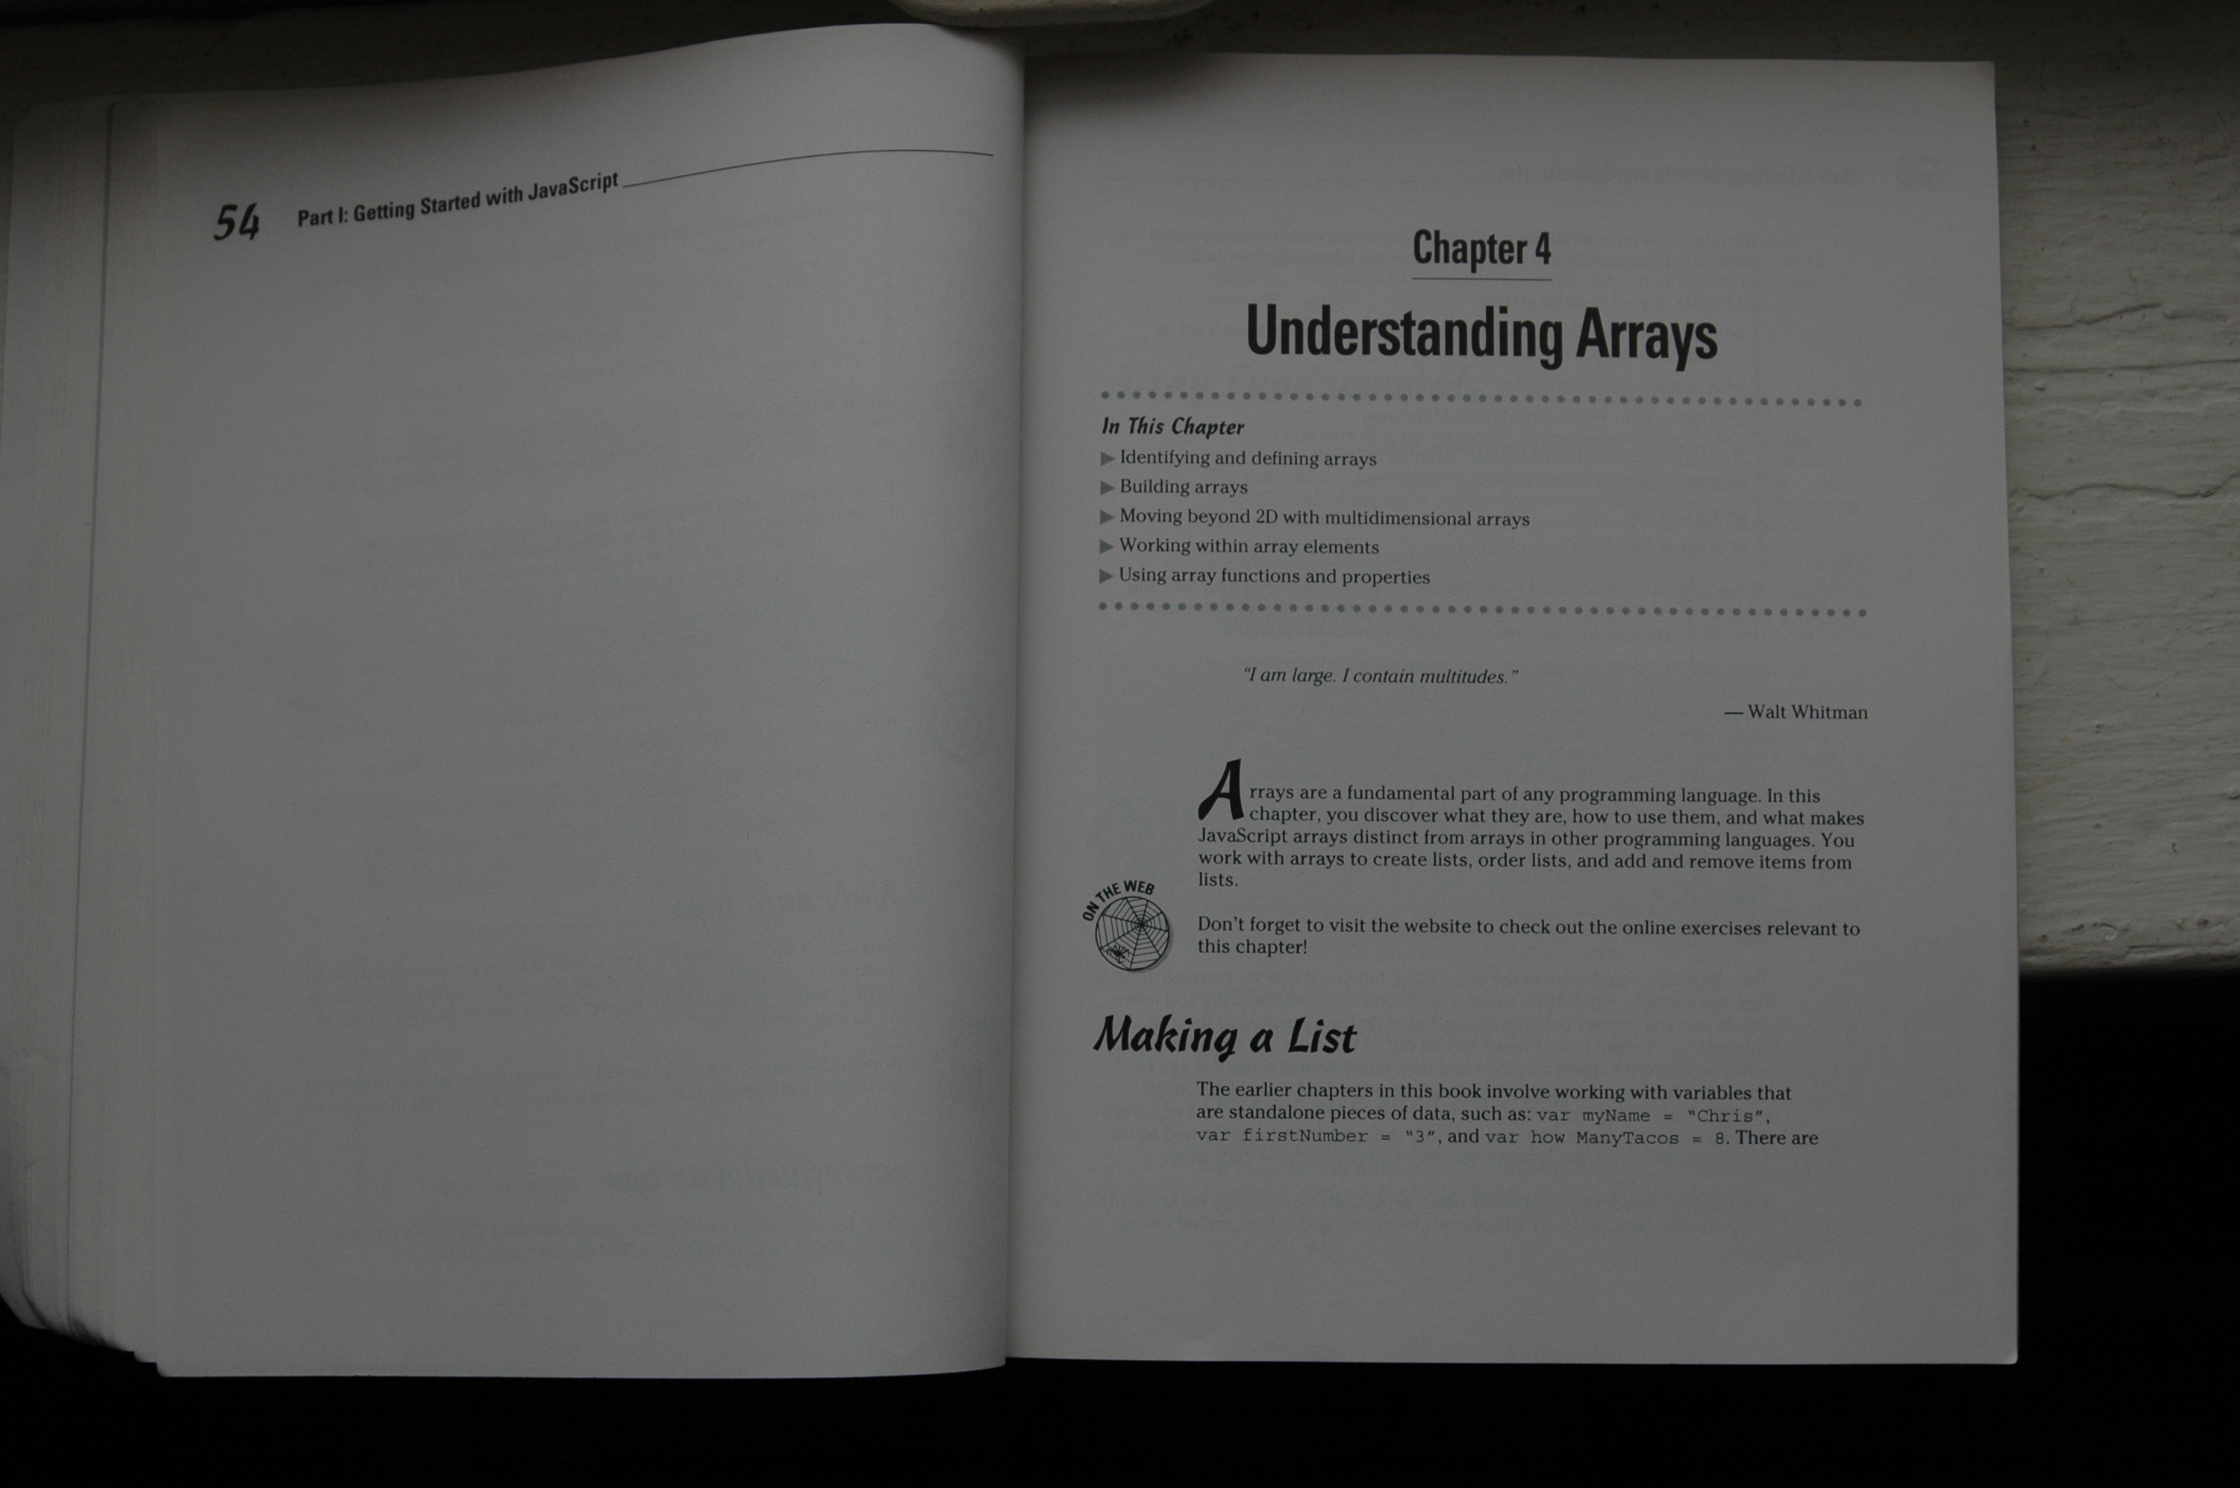 54 Part I: Getting Started with JavaScript
Chapter 4
Understanding Arrays
In This Chapter
▶ Identifying and defining arrays
▶ Building arrays
▶ Moving beyond 2D with multidimensional arrays
▶ Working within array elements
▶ Using array functions and properties
“I am large. I contain multitudes.”
— Walt Whitman
Arrays are a fundamental part of any programming language. In this
chapter, you discover what they are, how to use them, and what makes
JavaScript arrays distinct from arrays in other programming languages. You
work with arrays to create lists, order lists, and add and remove items from
lists.
ON THE WEB
Don’t forget to visit the website to check out the online exercises relevant to
this chapter!
Making a List
The earlier chapters in this book involve working with variables that
are standalone pieces of data, such as: var myName = “Chris”,
var firstNumber = “3”, and var how ManyTacos = 8. There are